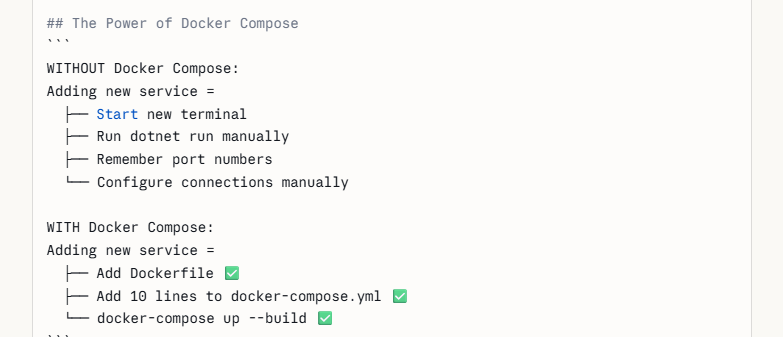 ## The Power of Docker Compose
```
WITHOUT Docker Compose:
Adding new service =
  ├── Start new terminal
  ├── Run dotnet run manually
  ├── Remember port numbers
  └── Configure connections manually

WITH Docker Compose:
Adding new service =
  ├── Add Dockerfile ✅
  ├── Add 10 lines to docker-compose.yml ✅
  └── docker-compose up --build ✅
```